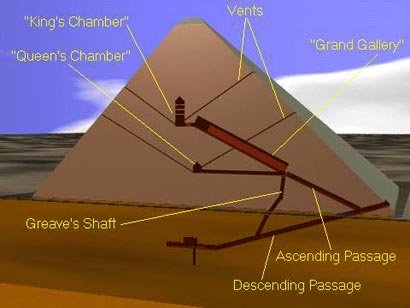 "King's Chamber"
Vents
"Queen's Chamber"
"Grand Gallery"
Greave's Shaft
Ascending Passage
Descending Passage